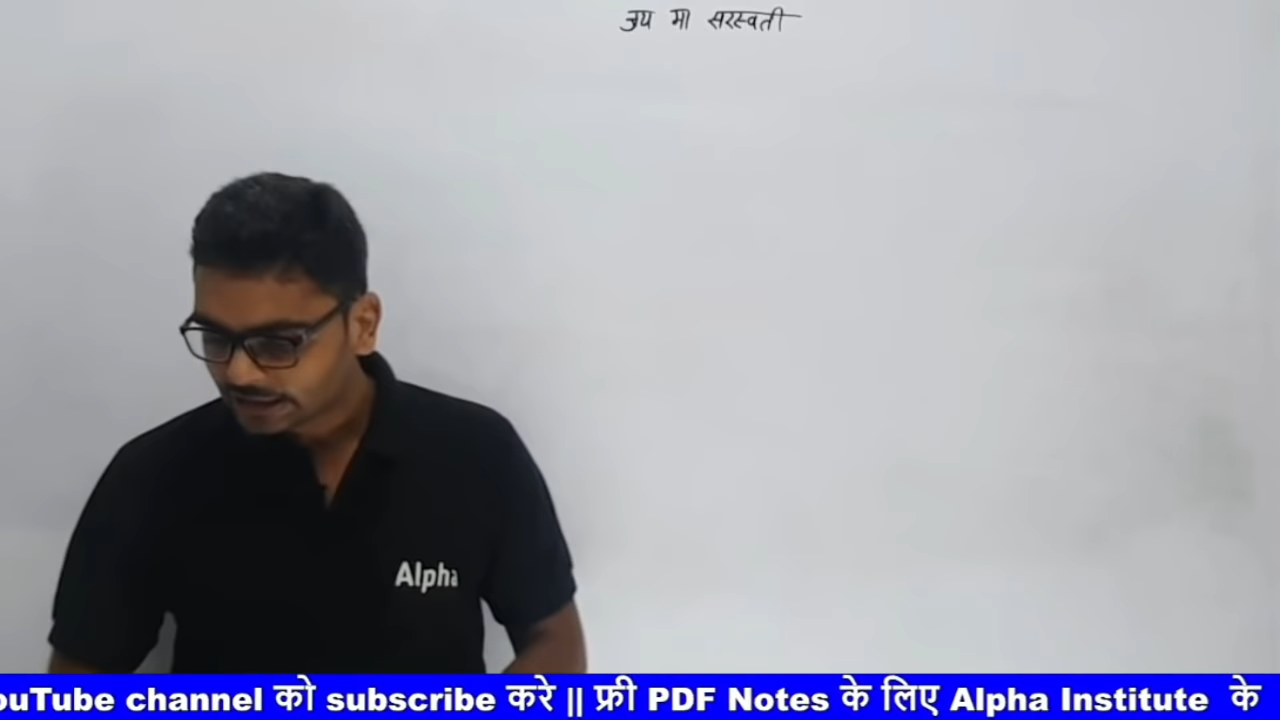 जय मा सरस्वती
Alpha
ouTube channel को subscribe करे || फ्री PDF Notes के लिए Alpha Institute के